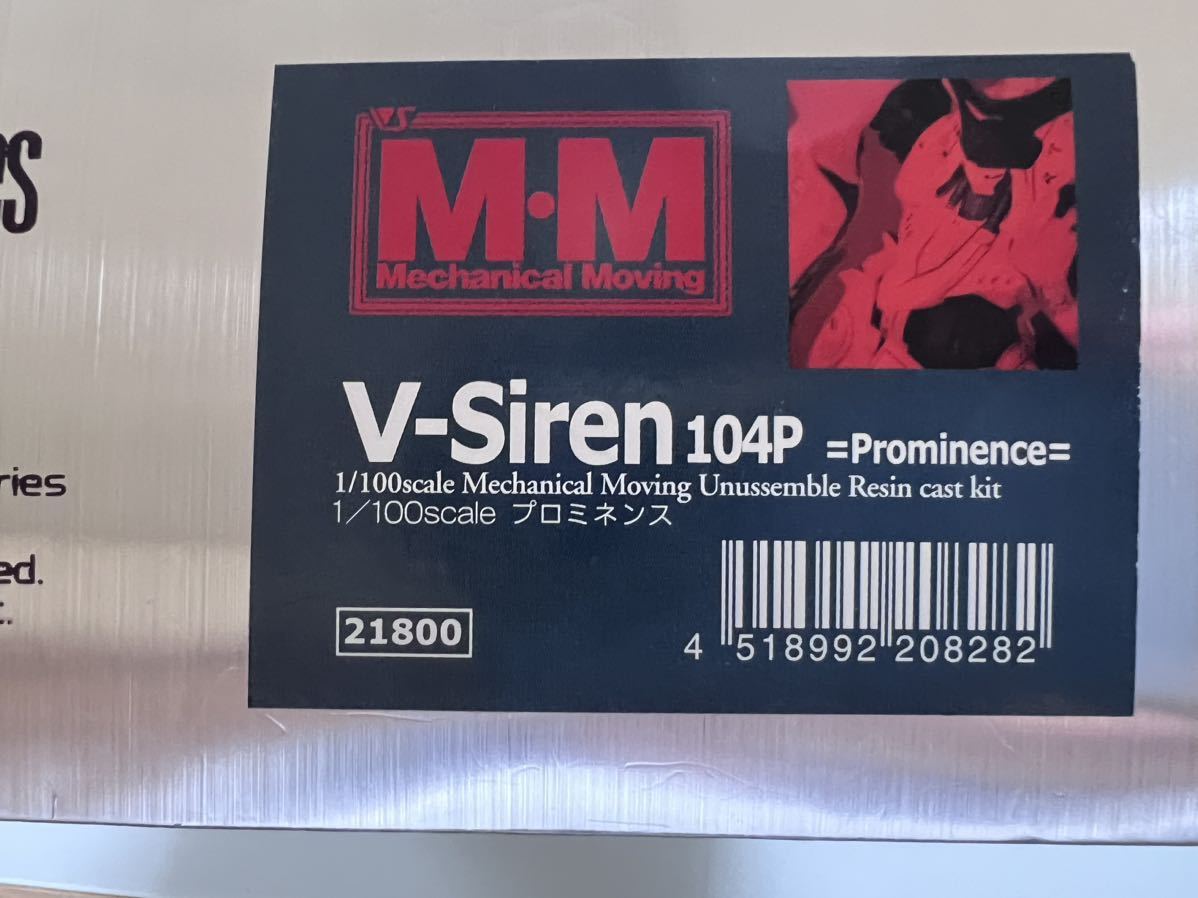 VS
M·M
Mechanical Moving
V-Siren 104P =Prominence=
1/100scale Mechanical Moving Unussemble Resin cast kit
1/100scale プロミネンス
21800
4 518992 208282
ries
ed.